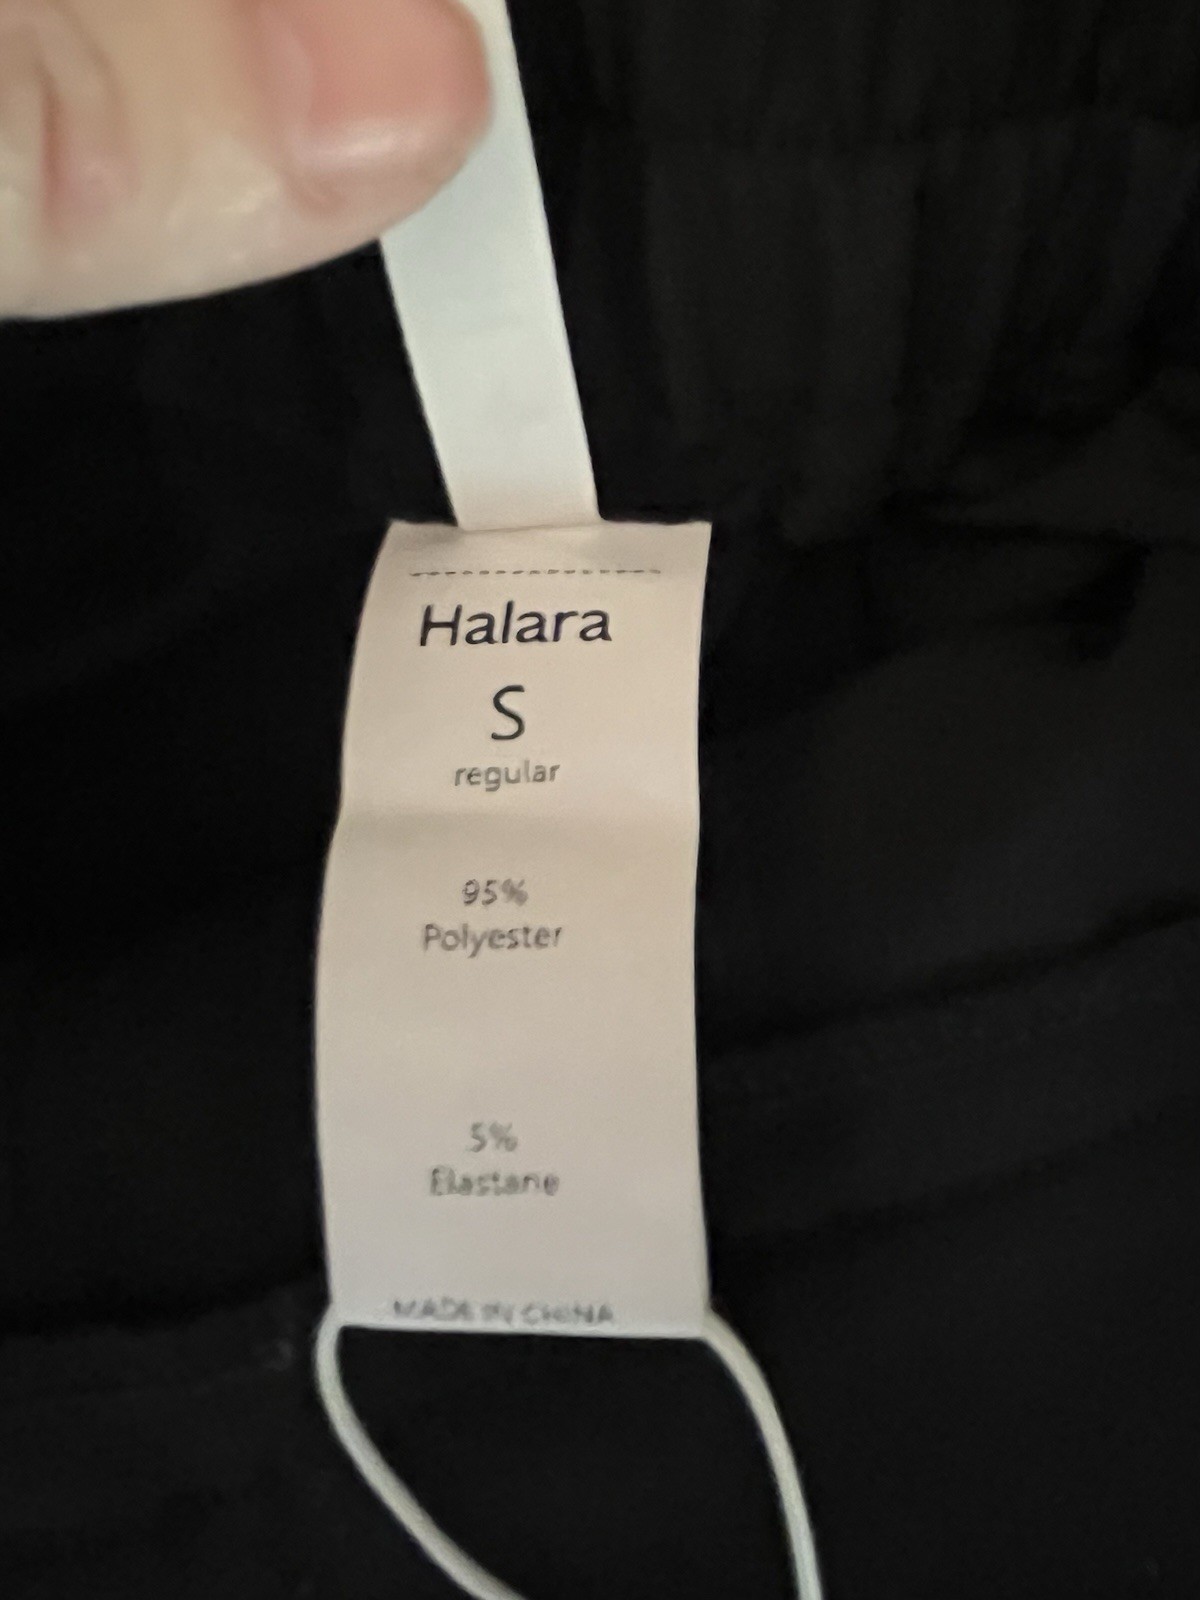 Halara
S
regular
95%
Polyester
5%
Elastane
MADE IN CHINA